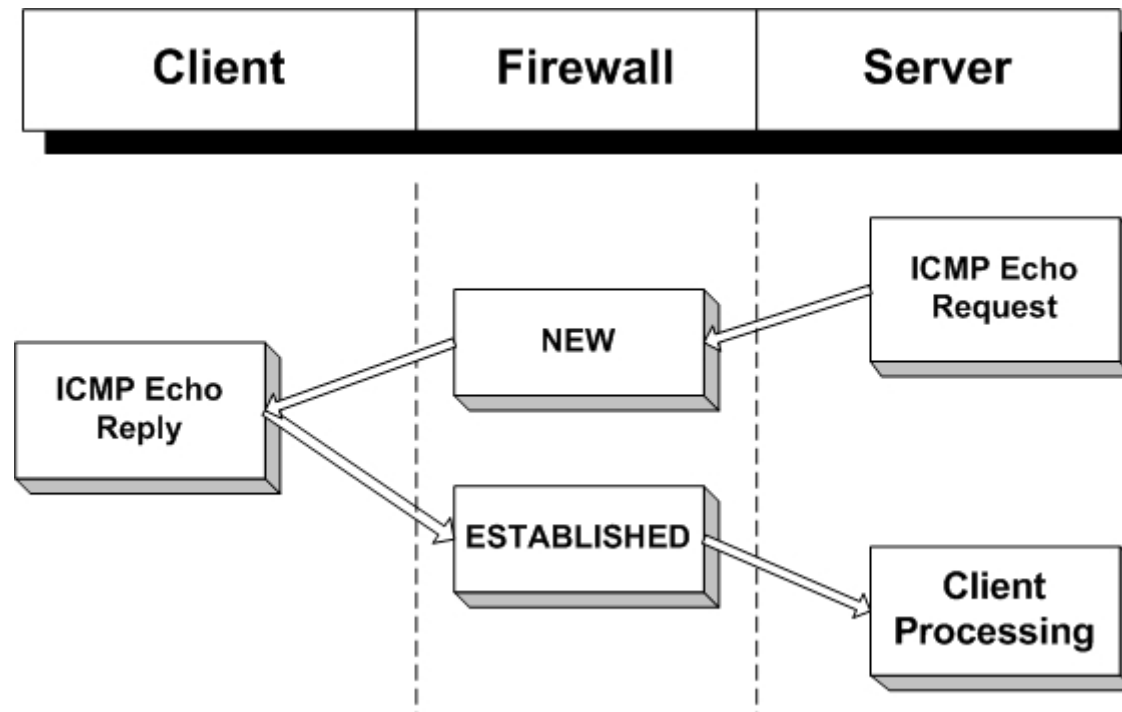 Client
Firewall
Server
ICMP Echo
Request
NEW
ICMP Echo
Reply
ESTABLISHED
Client
Processing